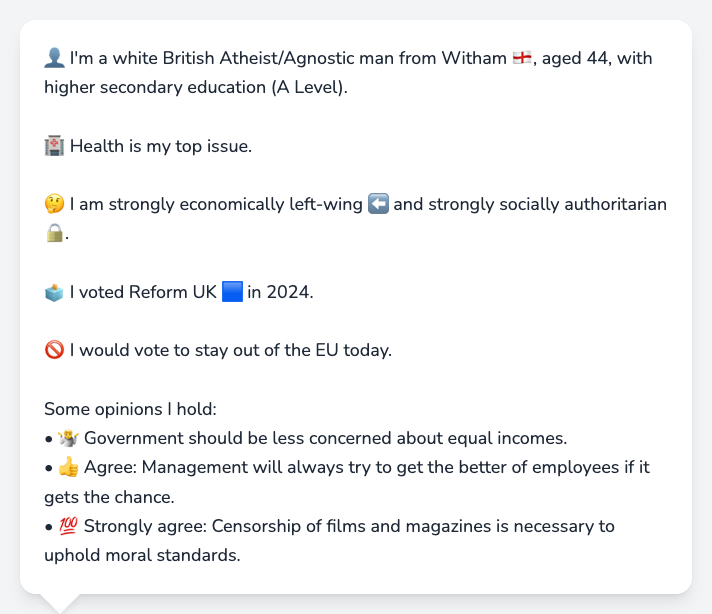 👤 I'm a white British Atheist/Agnostic man from Witham 🏴󠁧󠁢󠁥󠁮󠁧󠁿, aged 44, with
higher secondary education (A Level).
🏥 Health is my top issue.
🤔 I am strongly economically left-wing ⬅️ and strongly socially authoritarian
🔒.
🗳️ I voted Reform UK 🟦 in 2024.
🚫 I would vote to stay out of the EU today.
Some opinions I hold:
• 🤷 Government should be less concerned about equal incomes.
• 👍 Agree: Management will always try to get the better of employees if it
gets the chance.
• 💯 Strongly agree: Censorship of films and magazines is necessary to
uphold moral standards.